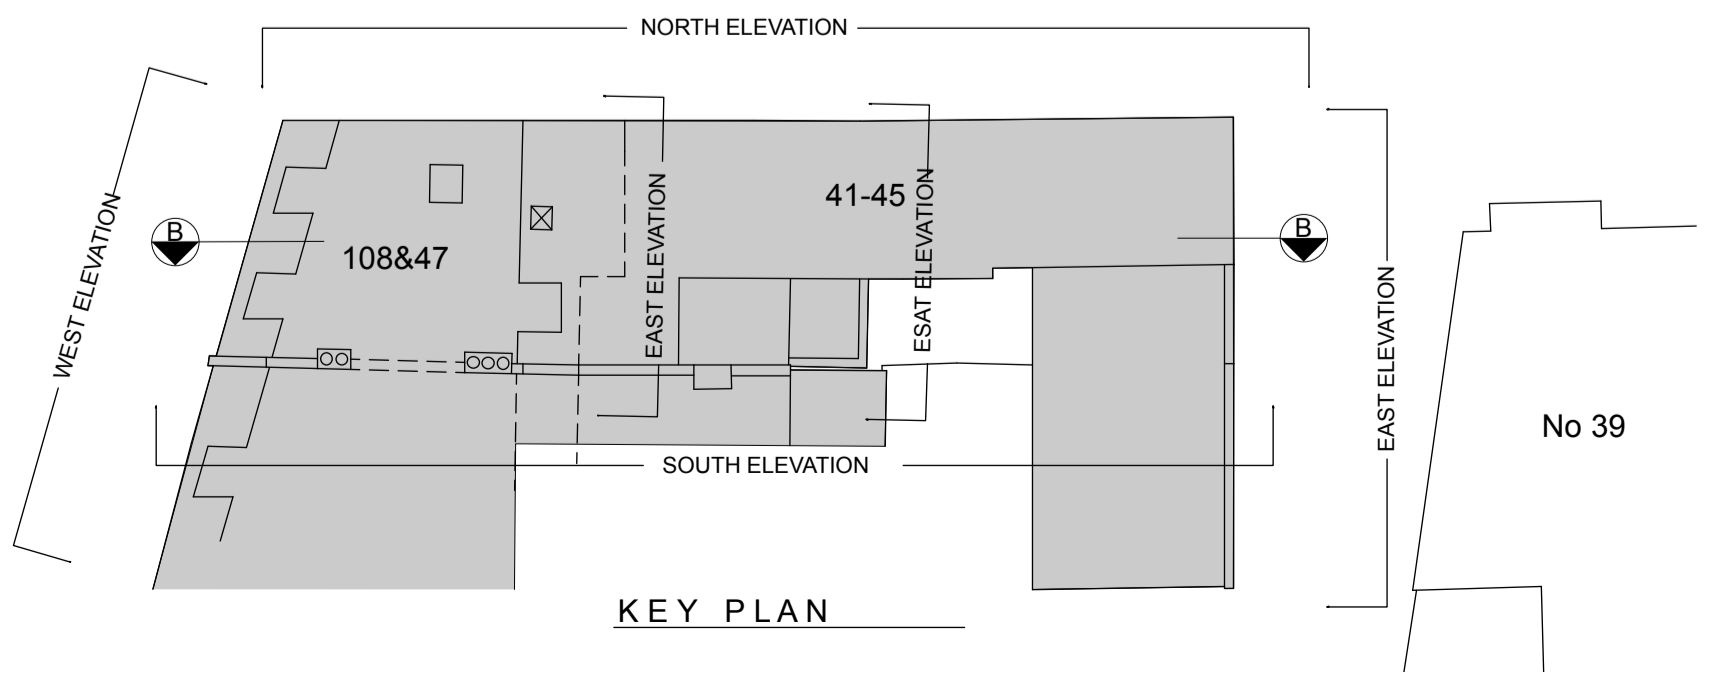 NORTH ELEVATION
WEST ELEVATION
B
108&47
41-45
EAST ELEVATION
ESAT ELEVATION
B
EAST ELEVATION
No 39
SOUTH ELEVATION
KEY PLAN